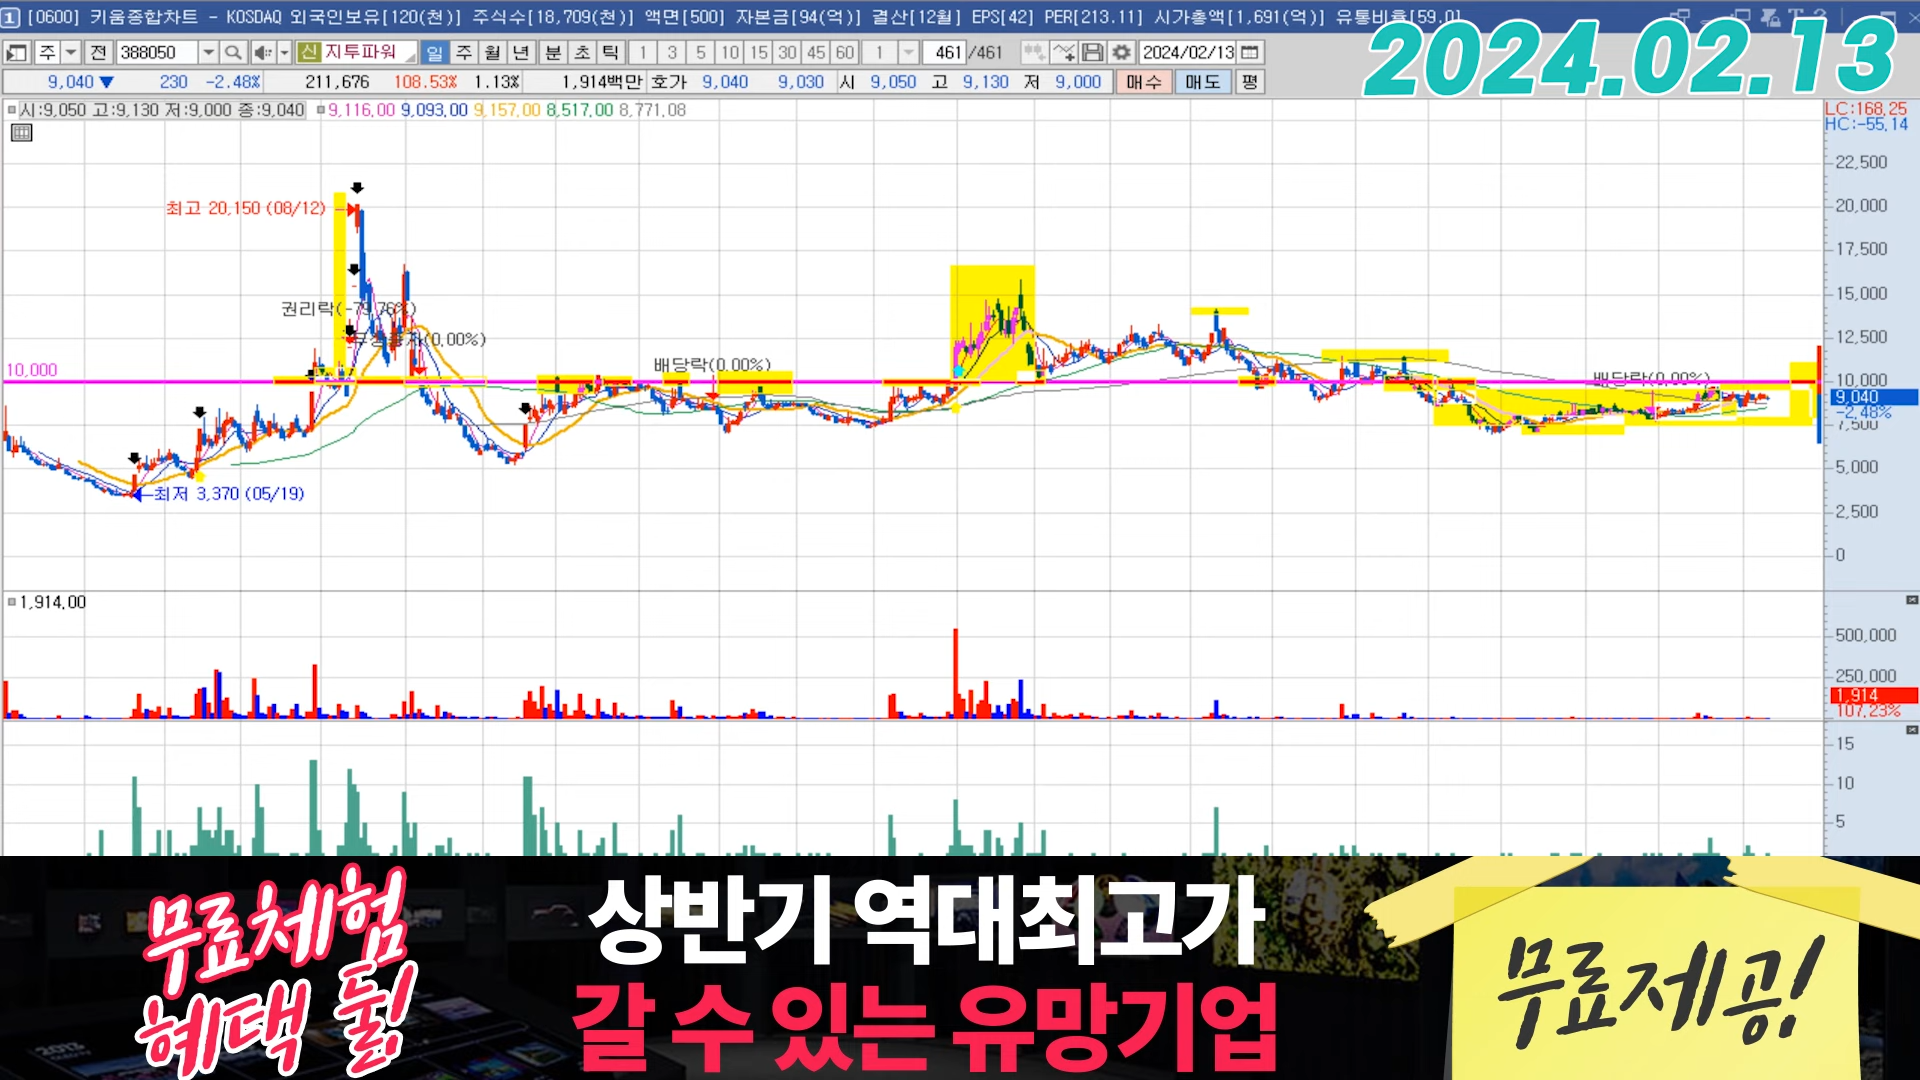 1 [0600] 키움종합차트 - KOSDAQ 외국인보유[120(천)] 주식수[18,709(천)] 액면[500] 자본금[94(억)] 결산[12월] EPS[42] PER[213.11] 시가총액[1,691(억)] 유통비율[59.0]
2024.02.13
주 전 388050 신 지투파워 일 주 월 년 분 초 틱 1 3 5 10 15 30 45 60 1 461 /461 2024/02/13
9,040 ▼ 230 -2.48% 211,676 108.53% 1.13% 1,914백만 호가 9,040 9,030 시 9,050 고 9,130 저 9,000 매수 매도 평
시:9,050 고:9,130 저:9,000 종:9,040 9,116.00 9,093.00 9,157.00 8,517.00 8,771.08
LC:168.25
HC:-55.14
22,500
최고 20,150 (08/12)
20,000
17,500
15,000
권리락(-79.76%)
12,500
(0.00%)
배당락(0.00%)
10,000
배당락(0.00%)
10,000
9,040
-2.48%
7,500
5,000
최저 3,370 (05/19)
2,500
0
1,914.00
500,000
250,000
1,914
107.23%
15
10
5
무료체험
혜택 둘!
상반기 역대최고가
갈 수 있는 유망기업
무료제공!